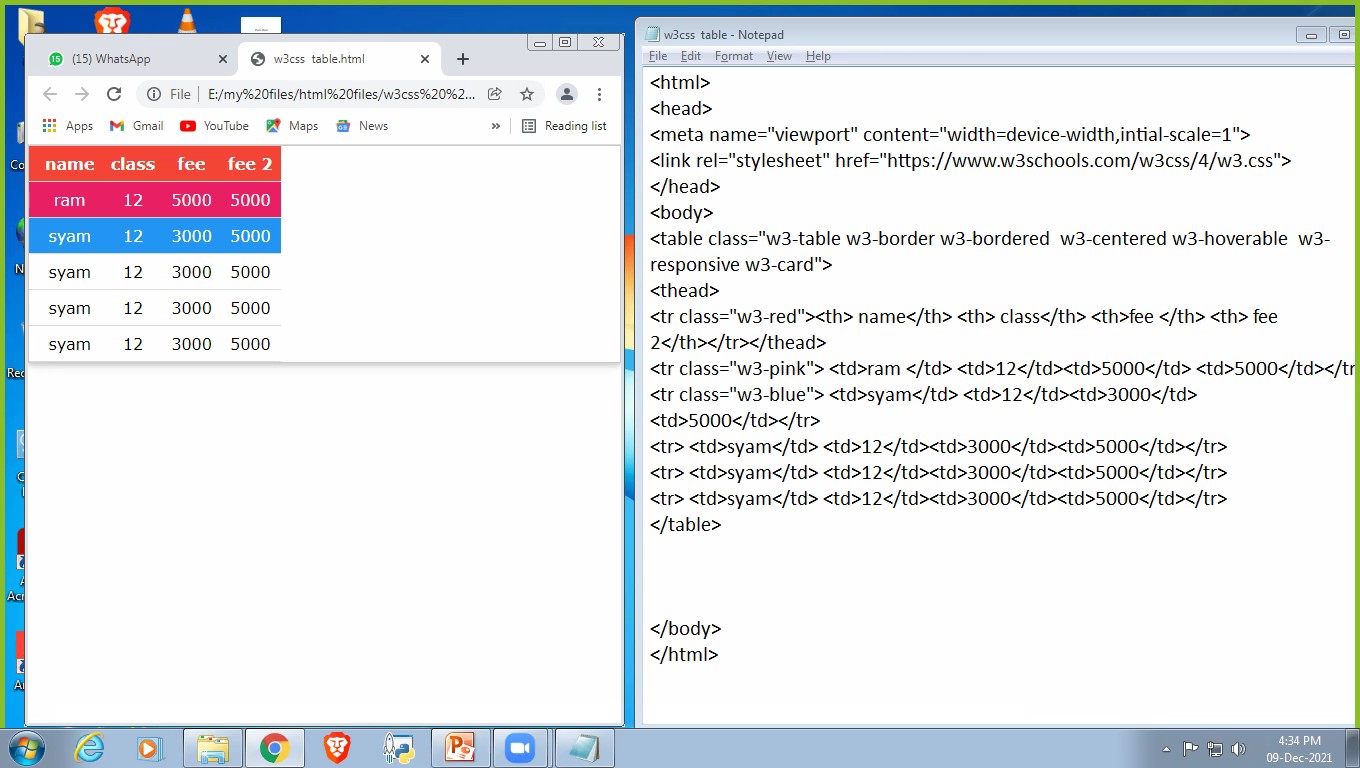 (15) WhatsApp
w3css table.html
File
E:/my%20files/html%20files/w3css%20%2...
Apps
Gmail
YouTube
Maps
News
»
Reading list
name class fee fee 2
ram 12 5000 5000
syam 12 3000 5000
syam 12 3000 5000
syam 12 3000 5000
syam 12 3000 5000
w3css table - Notepad
File Edit Format View Help
<html>
<head>
<meta name="viewport" content="width=device-width,intial-scale=1">
<link rel="stylesheet" href="https://www.w3schools.com/w3css/4/w3.css">
</head>
<body>
<table class="w3-table w3-border w3-bordered  w3-centered w3-hoverable  w3-
responsive w3-card">
<thead>
<tr class="w3-red"><th> name</th> <th> class</th> <th>fee </th> <th> fee
2</th></tr></thead>
<tr class="w3-pink"> <td>ram </td> <td>12</td><td>5000</td> <td>5000</td></tr
<tr class="w3-blue"> <td>syam</td> <td>12</td><td>3000</td>
<td>5000</td></tr>
<tr> <td>syam</td> <td>12</td><td>3000</td><td>5000</td></tr>
<tr> <td>syam</td> <td>12</td><td>3000</td><td>5000</td></tr>
<tr> <td>syam</td> <td>12</td><td>3000</td><td>5000</td></tr>
</table>
</body>
</html>
4:34 PM
09-Dec-2021